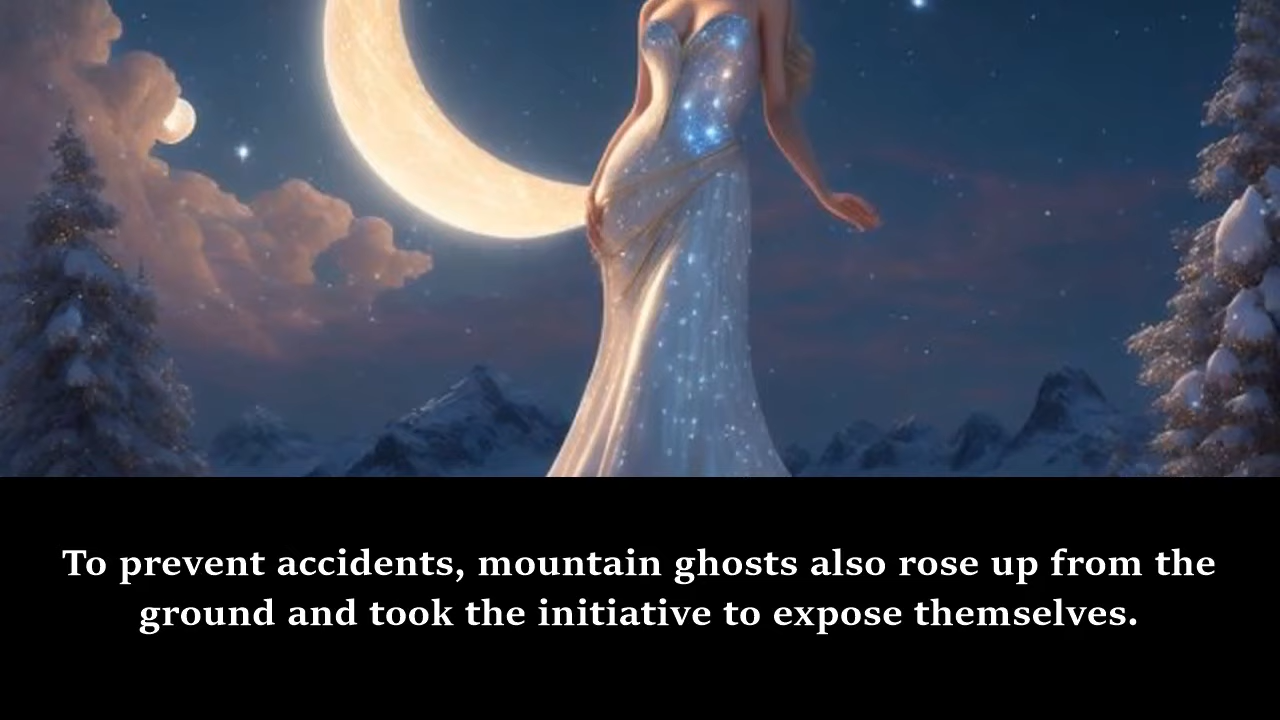 To prevent accidents, mountain ghosts also rose up from the
ground and took the initiative to expose themselves.